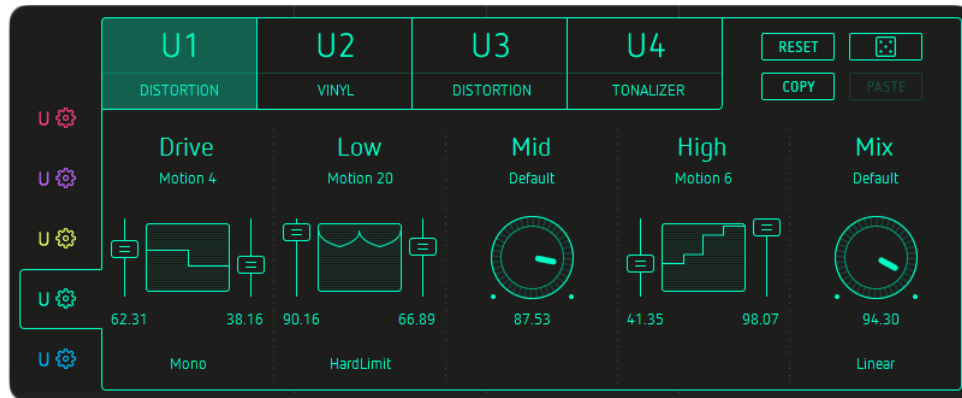 U1 U2 U3 U4 RESET
DISTORTION VINYL DISTORTION TONALIZER COPY PASTE
U
U
U
U
U
Drive Low Mid High Mix
Motion 4 Motion 20 Default Motion 6 Default
62.31 38.16 90.16 66.89 87.53 41.35 98.07 94.30
Mono HardLimit Linear